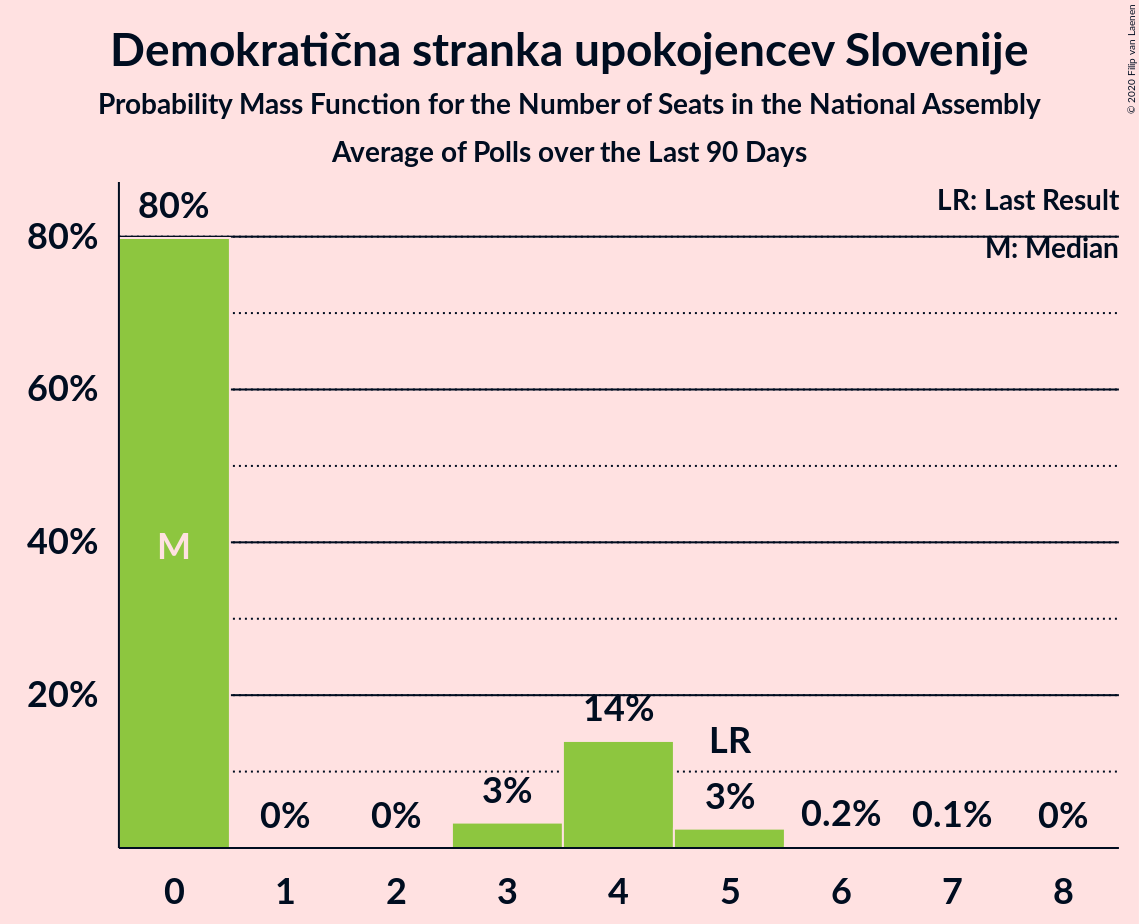 Demokratična stranka upokojencev Slovenije
Probability Mass Function for the Number of Seats in the National Assembly
Average of Polls over the Last 90 Days
© 2020 Filip van Laenen
LR: Last Result
M: Median
80%
60%
40%
20%
80%
M
0%
0%
3%
14%
LR
3%
0.2%
0.1%
0%
0 1 2 3 4 5 6 7 8